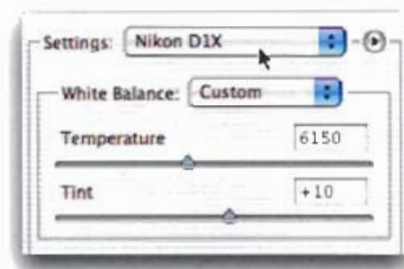 Settings: Nikon D1X
White Balance: Custom
Temperature 6150
Tint +10